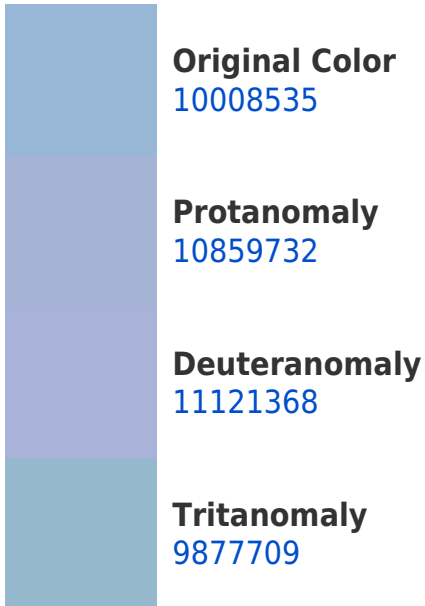 Original Color
10008535
Protanomaly
10859732
Deuteranomaly
11121368
Tritanomaly
9877709